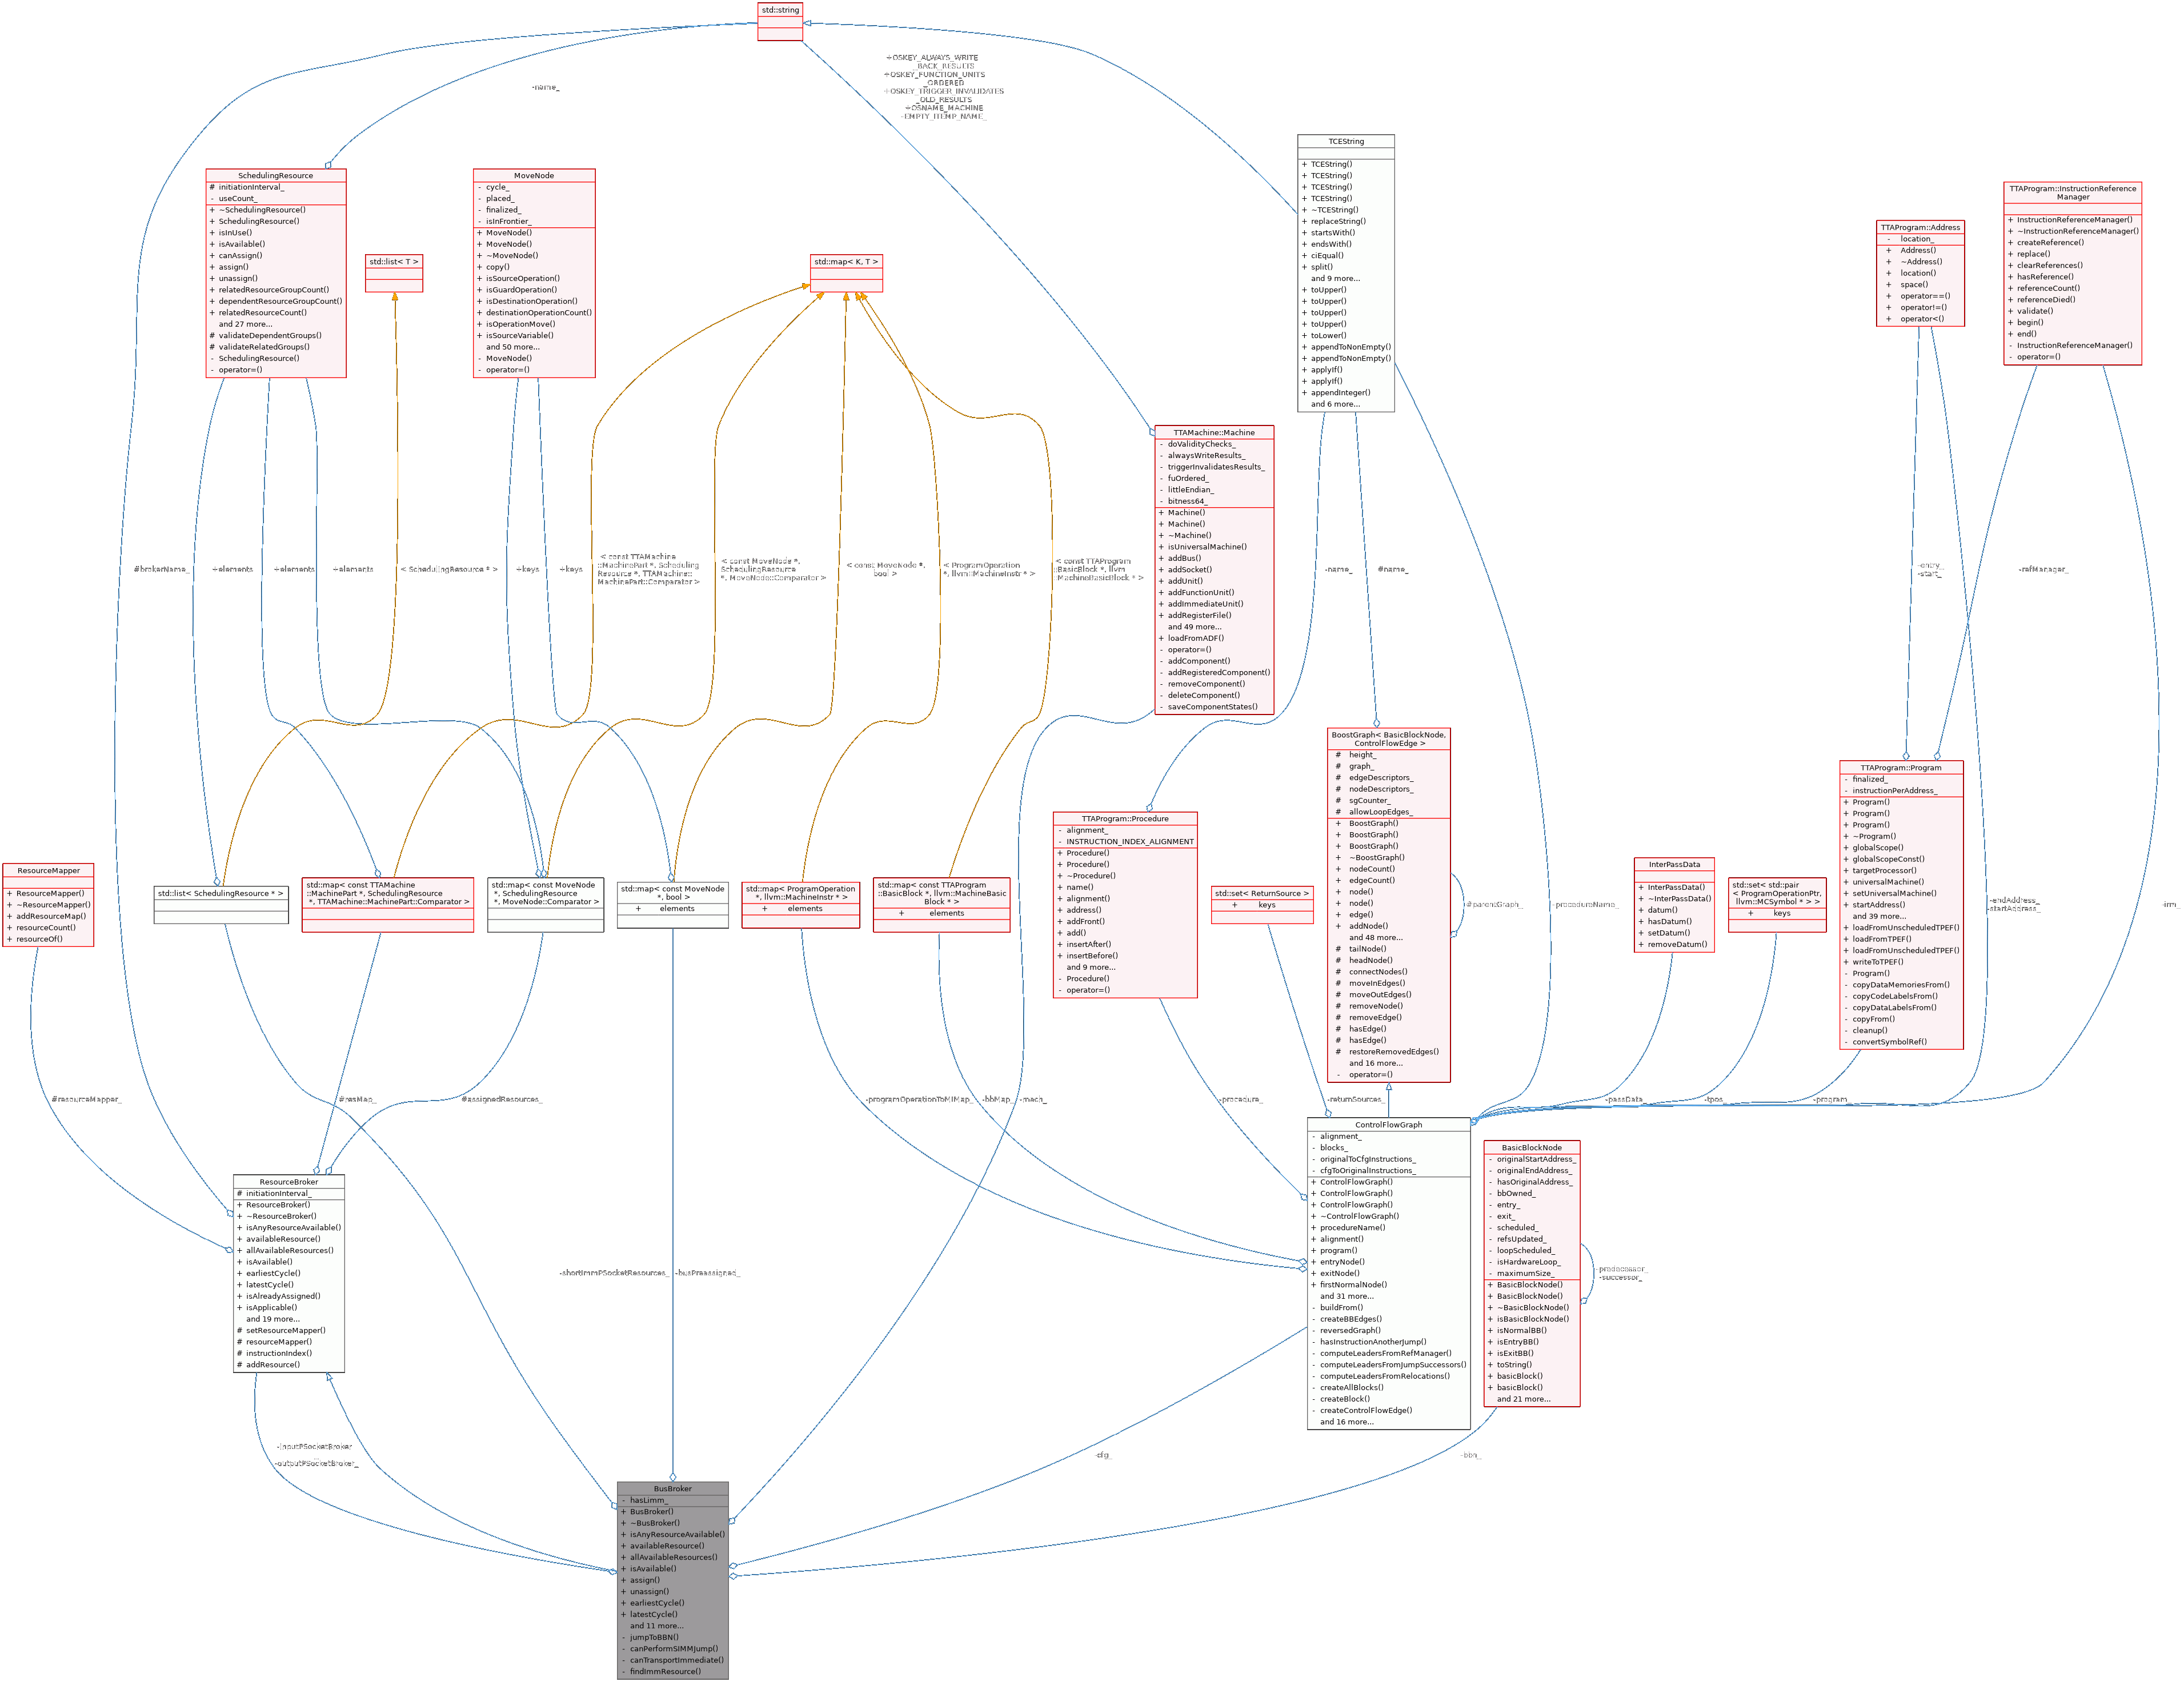 std::string
+OSKEY_ALWAYS_WRITE
_BACK_RESULTS
+OSKEY_FUNCTION_UNITS
_ORDERED
+OSKEY_TRIGGER_INVALIDATES
_OLD_RESULTS
+OSNAME_MACHINE
-EMPTY_ITEMP_NAME_
-name_
TCEString
+ TCEString()
+ TCEString()
+ TCEString()
+ TCEString()
+ ~TCEString()
+ replaceString()
+ startsWith()
+ endsWith()
+ ciEqual()
+ split()
and 9 more...
+ toUpper()
+ toUpper()
+ toUpper()
+ toUpper()
+ toLower()
+ appendToNonEmpty()
+ appendToNonEmpty()
+ applyIf()
+ applyIf()
+ appendInteger()
and 6 more...
SchedulingResource
# initiationInterval_
- useCount_
+ ~SchedulingResource()
+ SchedulingResource()
+ isInUse()
+ isAvailable()
+ canAssign()
+ assign()
+ unassign()
+ relatedResourceGroupCount()
+ dependentResourceGroupCount()
+ relatedResourceCount()
and 27 more...
# validateDependentGroups()
# validateRelatedGroups()
- SchedulingResource()
- operator=()
MoveNode
- cycle_
- placed_
- finalized_
- isInFrontier_
+ MoveNode()
+ MoveNode()
+ ~MoveNode()
+ copy()
+ isSourceOperation()
+ isGuardOperation()
+ isDestinationOperation()
+ destinationOperationCount()
+ isOperationMove()
+ isSourceVariable()
and 50 more...
- MoveNode()
- operator=()
std::list< T >
std::map< K, T >
TTAProgram::InstructionReference
Manager
+ InstructionReferenceManager()
+ ~InstructionReferenceManager()
+ createReference()
+ replace()
+ clearReferences()
+ hasReference()
+ referenceCount()
+ referenceDied()
+ validate()
+ begin()
+ end()
- InstructionReferenceManager()
- operator=()
TTAProgram::Address
- location_
+ Address()
+ ~Address()
+ location()
+ space()
+ operator==()
+ operator!=()
+ operator<()
TTAMachine::Machine
- doValidityChecks_
- alwaysWriteResults_
- triggerInvalidatesResults_
- fuOrdered_
- littleEndian_
- bitness64_
+ Machine()
+ Machine()
+ ~Machine()
+ isUniversalMachine()
+ addBus()
+ addSocket()
+ addUnit()
+ addFunctionUnit()
+ addImmediateUnit()
+ addRegisterFile()
and 49 more...
+ loadFromADF()
- operator=()
- addComponent()
- addRegisteredComponent()
- removeComponent()
- deleteComponent()
- saveComponentStates()
#brokerName_
+elements
+elements
+elements
< SchedulingResource * >
+keys
+keys
< const TTAMachine
::MachinePart *, Scheduling
Resource *, TTAMachine::
MachinePart::Comparator >
< const MoveNode *,
SchedulingResource
*, MoveNode::Comparator >
< const MoveNode *,
bool >
< ProgramOperation
*, llvm::MachineInstr * >
< const TTAProgram
::BasicBlock *, llvm
::MachineBasicBlock * >
-name_
#name_
-entry_
-start_
-refManager_
BoostGraph< BasicBlockNode,
ControlFlowEdge >
# height_
# graph_
# edgeDescriptors_
# nodeDescriptors_
# sgCounter_
# allowLoopEdges_
+ BoostGraph()
+ BoostGraph()
+ BoostGraph()
+ ~BoostGraph()
+ nodeCount()
+ edgeCount()
+ node()
+ node()
+ edge()
+ addNode()
and 48 more...
# tailNode()
# headNode()
# connectNodes()
# moveInEdges()
# moveOutEdges()
# removeNode()
# removeEdge()
# hasEdge()
# hasEdge()
# restoreRemovedEdges()
and 16 more...
- operator=()
#parentGraph_
TTAProgram::Program
- finalized_
- instructionPerAddress_
+ Program()
+ Program()
+ Program()
+ ~Program()
+ globalScope()
+ globalScopeConst()
+ targetProcessor()
+ universalMachine()
+ setUniversalMachine()
+ startAddress()
and 39 more...
+ loadFromUnscheduledTPEF()
+ loadFromTPEF()
+ loadFromUnscheduledTPEF()
+ writeToTPEF()
- Program()
- copyDataMemoriesFrom()
- copyCodeLabelsFrom()
- copyDataLabelsFrom()
- copyFrom()
- cleanup()
- convertSymbolRef()
TTAProgram::Procedure
- alignment_
- INSTRUCTION_INDEX_ALIGNMENT
+ Procedure()
+ Procedure()
+ ~Procedure()
+ name()
+ alignment()
+ address()
+ addFront()
+ add()
+ insertAfter()
+ insertBefore()
and 9 more...
- Procedure()
- operator=()
ResourceMapper
+ ResourceMapper()
+ ~ResourceMapper()
+ addResourceMap()
+ resourceCount()
+ resourceOf()
std::list< SchedulingResource * >
std::map< const TTAMachine
::MachinePart *, SchedulingResource
*, TTAMachine::MachinePart::Comparator >
std::map< const MoveNode
*, SchedulingResource
*, MoveNode::Comparator >
std::map< const MoveNode
*, bool >
+ elements
std::map< ProgramOperation
*, llvm::MachineInstr * >
+ elements
std::map< const TTAProgram
::BasicBlock *, llvm::MachineBasic
Block * >
+ elements
std::set< ReturnSource >
+ keys
InterPassData
+ InterPassData()
+ ~InterPassData()
+ datum()
+ hasDatum()
+ setDatum()
+ removeDatum()
std::set< std::pair
< ProgramOperationPtr,
llvm::MCSymbol * > >
+ keys
-procedureName_
-endAddress_
-startAddress_
-irm_
#resourceMapper_
#resMap_
#assignedResources_
-programOperationToMIMap_
-bbMap_
-mach_
-procedure_
-returnSources_
-passData_
-tpos_
-program_
ControlFlowGraph
- alignment_
- blocks_
- originalToCfgInstructions_
- cfgToOriginalInstructions_
+ ControlFlowGraph()
+ ControlFlowGraph()
+ ControlFlowGraph()
+ ~ControlFlowGraph()
+ procedureName()
+ alignment()
+ program()
+ entryNode()
+ exitNode()
+ firstNormalNode()
and 31 more...
- buildFrom()
- createBBEdges()
- reversedGraph()
- hasInstructionAnotherJump()
- computeLeadersFromRefManager()
- computeLeadersFromJumpSuccessors()
- computeLeadersFromRelocations()
- createAllBlocks()
- createBlock()
- createControlFlowEdge()
and 16 more...
BasicBlockNode
- originalStartAddress_
- originalEndAddress_
- hasOriginalAddress_
- bbOwned_
- entry_
- exit_
- scheduled_
- refsUpdated_
- loopScheduled_
- isHardwareLoop_
- maximumSize_
+ BasicBlockNode()
+ BasicBlockNode()
+ ~BasicBlockNode()
+ isBasicBlockNode()
+ isNormalBB()
+ isEntryBB()
+ isExitBB()
+ toString()
+ basicBlock()
+ basicBlock()
and 21 more...
-predecessor_
-successor_
ResourceBroker
# initiationInterval_
+ ResourceBroker()
+ ~ResourceBroker()
+ isAnyResourceAvailable()
+ availableResource()
+ allAvailableResources()
+ isAvailable()
+ earliestCycle()
+ latestCycle()
+ isAlreadyAssigned()
+ isApplicable()
and 19 more...
# setResourceMapper()
# resourceMapper()
# instructionIndex()
# addResource()
-shortImmPSocketResources_
-busPreassigned_
-inputPSocketBroker_
...
-outputPSocketBroker_
-cfg_
-bbn_
BusBroker
- hasLimm_
+ BusBroker()
+ ~BusBroker()
+ isAnyResourceAvailable()
+ availableResource()
+ allAvailableResources()
+ isAvailable()
+ assign()
+ unassign()
+ earliestCycle()
+ latestCycle()
and 11 more...
- jumpToBBN()
- canPerformSIMMJump()
- canTransportImmediate()
- findImmResource()